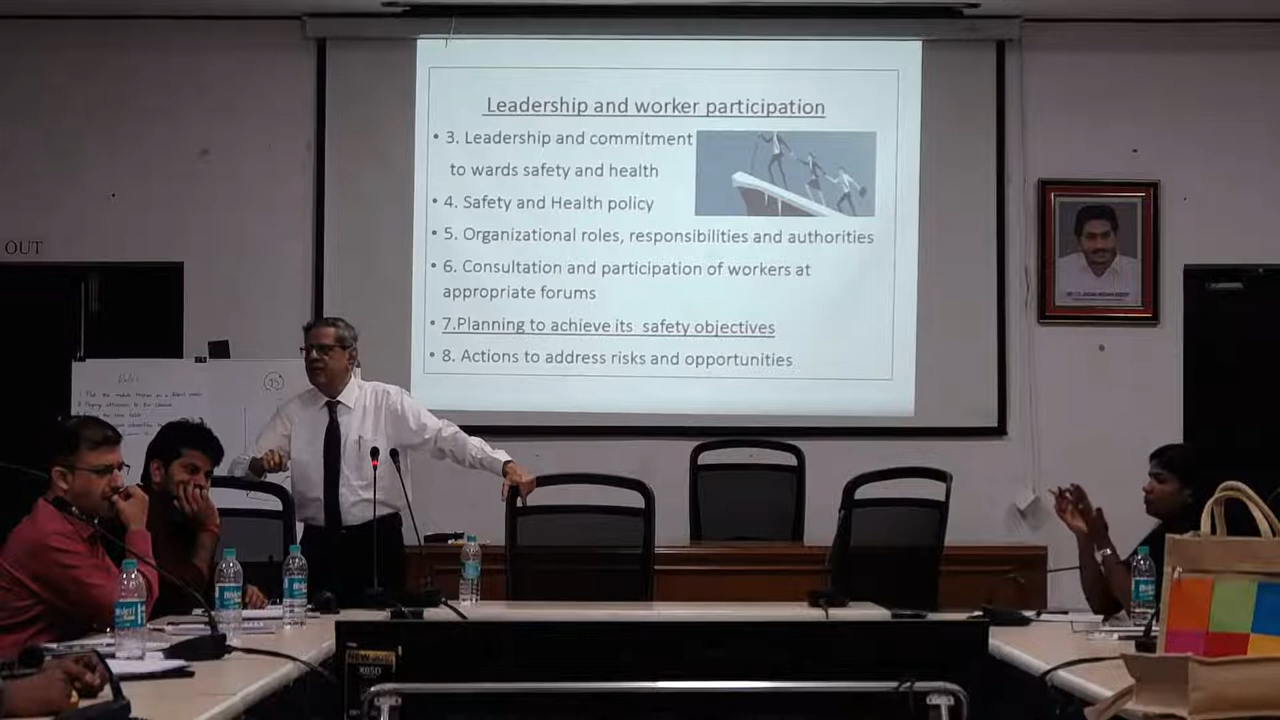 Leadership and worker participation
• 3. Leadership and commitment
to wards safety and health
• 4. Safety and Health policy
• 5. Organizational roles, responsibilities and authorities
• 6. Consultation and participation of workers at
appropriate forums
• 7.Planning to achieve its safety objectives
• 8. Actions to address risks and opportunities
OUT
Rules